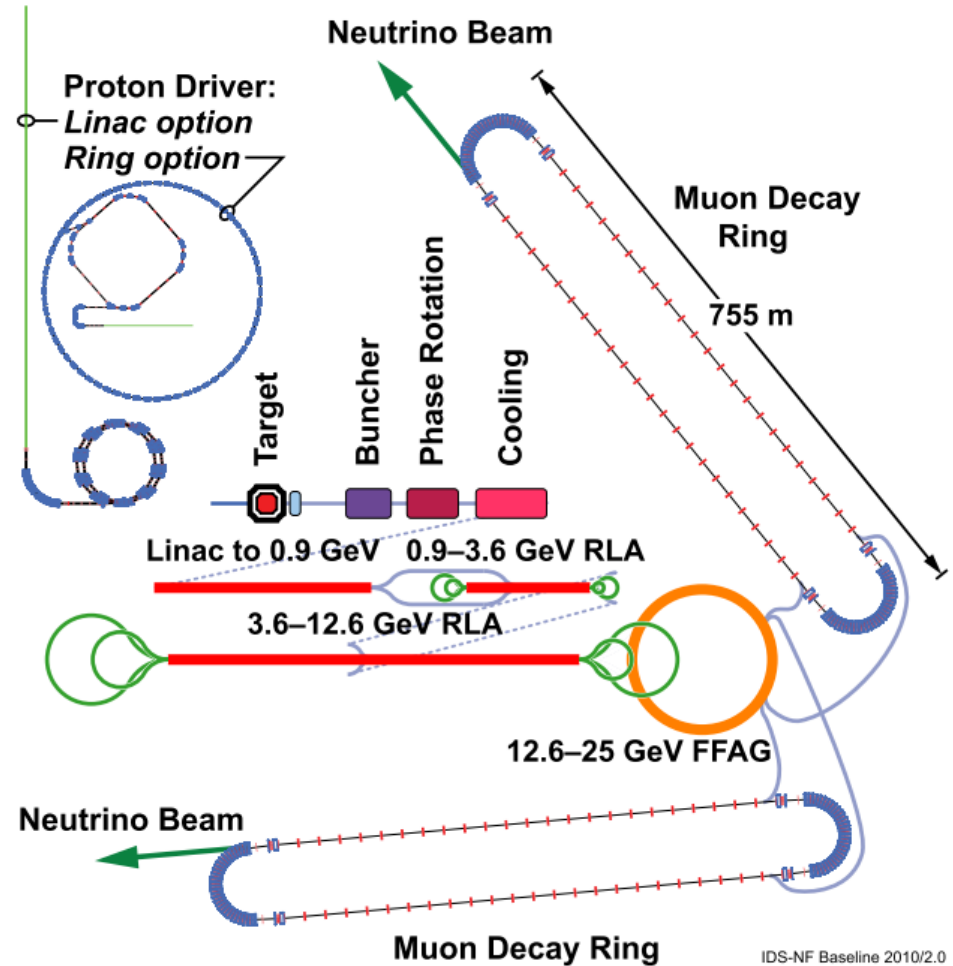 Neutrino Beam
Proton Driver:
Linac option
Ring option
Muon Decay
Ring
755 m
Target
Buncher
Phase Rotation
Cooling
Linac to 0.9 GeV
0.9–3.6 GeV RLA
3.6–12.6 GeV RLA
12.6–25 GeV FFAG
Neutrino Beam
Muon Decay Ring
IDS-NF Baseline 2010/2.0